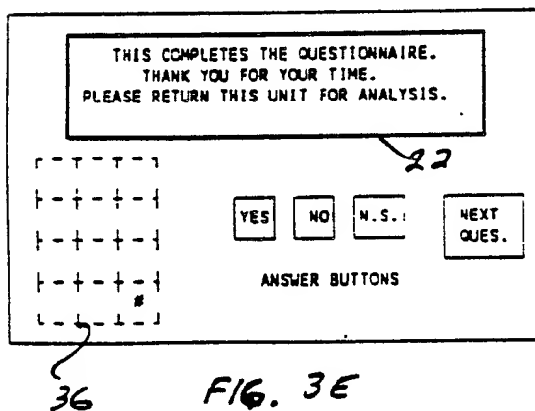 THIS COMPLETES THE QUESTIONNAIRE.
THANK YOU FOR YOUR TIME.
PLEASE RETURN THIS UNIT FOR ANALYSIS.
22
YES NO N.S. NEXT
QUES.
ANSWER BUTTONS
#
36
FIG. 3E